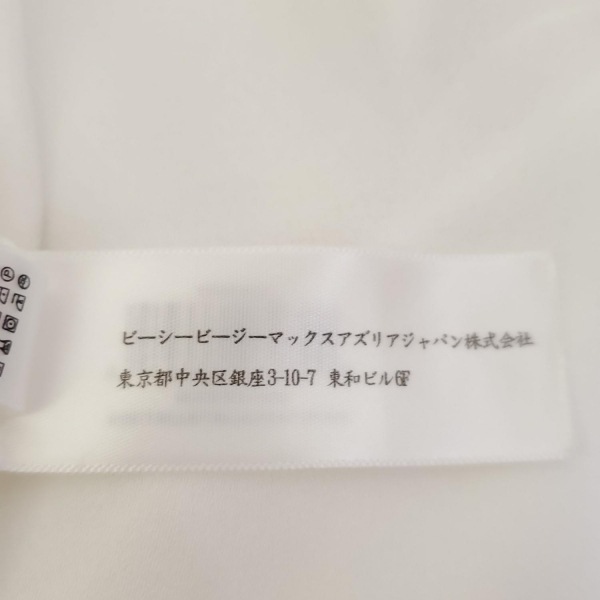 ビーシービージーマックスアズリアジャパン株式会社
東京都中央区銀座3-10-7 東和ビル6F